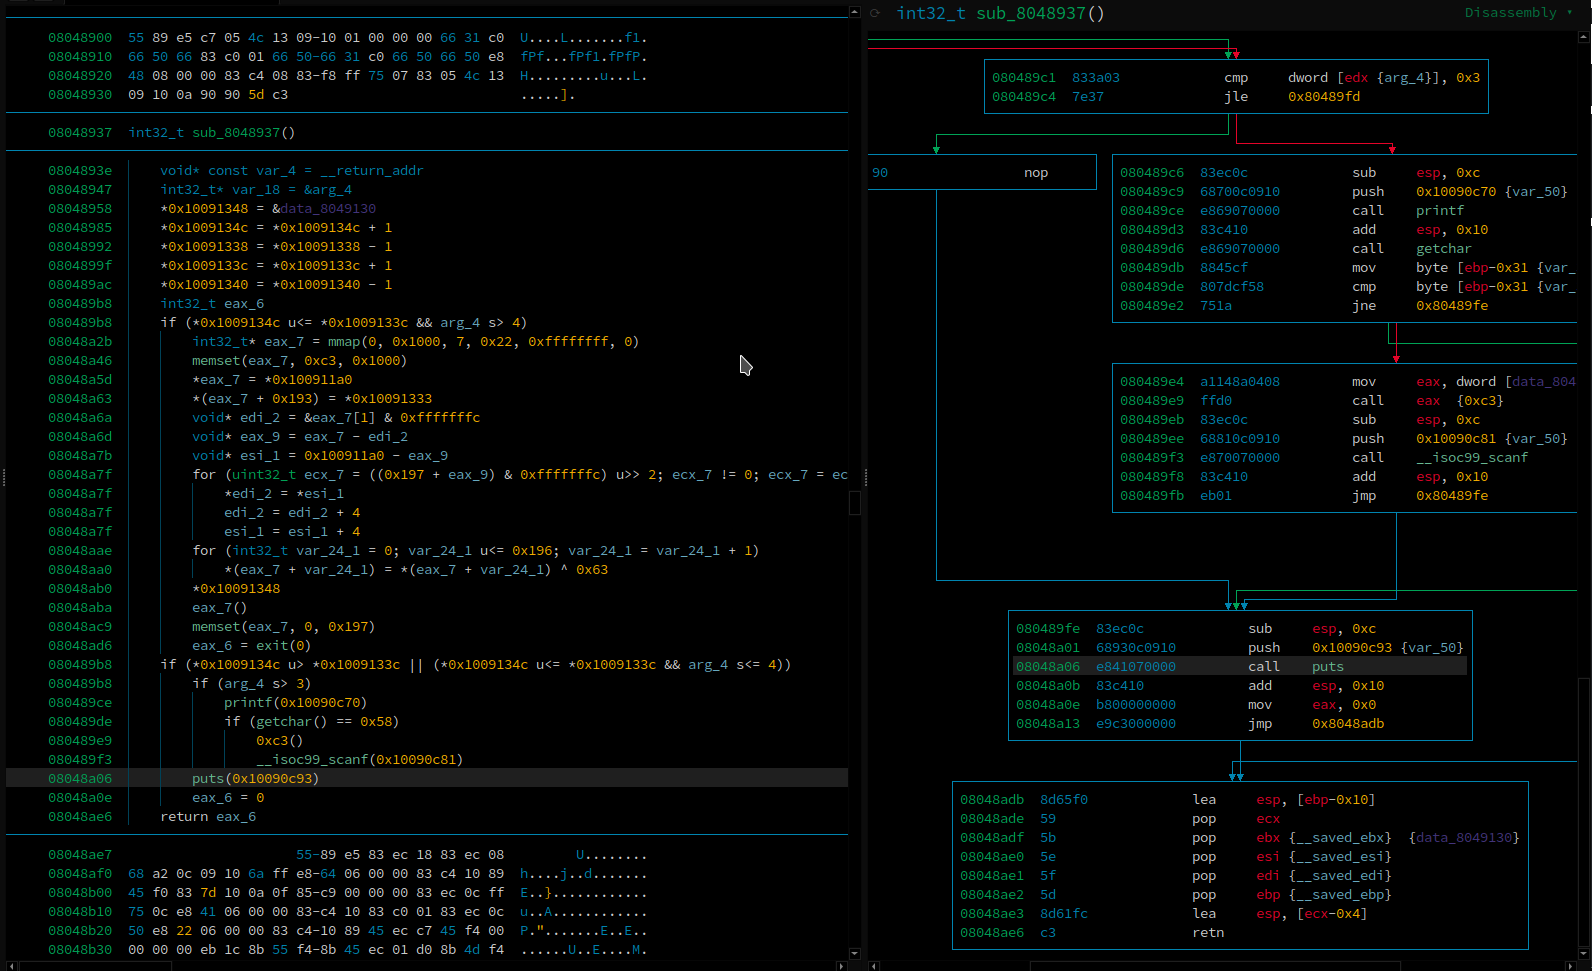 08048900 55 89 e5 c7 05 4c 13 09-10 01 00 00 00 66 31 c0 U....L.......f1.
08048910 66 50 66 83 c0 01 66 50-66 31 c0 66 50 66 50 e8 fPf...fPf1.fPfP.
08048920 48 08 00 00 83 c4 08 83-f8 ff 75 07 83 05 4c 13 H.........u...L.
08048930 09 10 0a 90 90 5d c3 .....].
08048937 int32_t sub_8048937()
0804893e void* const var_4 = __return_addr
08048947 int32_t* var_18 = &arg_4
08048958 *0x10091348 = &data_8049130
08048985 *0x1009134c = *0x1009134c + 1
08048992 *0x10091338 = *0x10091338 - 1
0804899f *0x1009133c = *0x1009133c + 1
080489ac *0x10091340 = *0x10091340 - 1
080489b8 int32_t eax_6
080489b8 if (*0x1009134c u<= *0x1009133c && arg_4 s> 4)
08048a2b int32_t* eax_7 = mmap(0, 0x1000, 7, 0x22, 0xffffffff, 0)
08048a46 memset(eax_7, 0xc3, 0x1000)
08048a5d *eax_7 = *0x100911a0
08048a63 *(eax_7 + 0x193) = *0x10091333
08048a6a void* edi_2 = &eax_7[1] & 0xfffffffc
08048a6d void* eax_9 = eax_7 - edi_2
08048a7b void* esi_1 = 0x100911a0 - eax_9
08048a7f for (uint32_t ecx_7 = ((0x197 + eax_9) & 0xfffffffc) u>> 2; ecx_7 != 0; ecx_7 = ec
08048a7f *edi_2 = *esi_1
08048a7f edi_2 = edi_2 + 4
08048a7f esi_1 = esi_1 + 4
08048aae for (int32_t var_24_1 = 0; var_24_1 u<= 0x196; var_24_1 = var_24_1 + 1)
08048aa0 *(eax_7 + var_24_1) = *(eax_7 + var_24_1) ^ 0x63
08048ab0 *0x10091348
08048aba eax_7()
08048ac9 memset(eax_7, 0, 0x197)
08048ad6 eax_6 = exit(0)
080489b8 if (*0x1009134c u> *0x1009133c || (*0x1009134c u<= *0x1009133c && arg_4 s<= 4))
080489b8 if (arg_4 s> 3)
080489ce printf(0x10090c70)
080489de if (getchar() == 0x58)
080489e9 0xc3()
080489f3 __isoc99_scanf(0x10090c81)
08048a06 puts(0x10090c93)
08048a0e eax_6 = 0
08048ae6 return eax_6
08048ae7 55-89 e5 83 ec 18 83 ec 08 U........
08048af0 68 a2 0c 09 10 6a ff e8-64 06 00 00 83 c4 10 89 h....j..d.......
08048b00 45 f0 83 7d 10 0a 0f 85-c9 00 00 00 83 ec 0c ff E..}............
08048b10 75 0c e8 41 06 00 00 83-c4 10 83 c0 01 83 ec 0c u..A............
08048b20 50 e8 22 06 00 00 83 c4-10 89 45 ec c7 45 f4 00 P.".......E..E..
08048b30 00 00 00 eb 1c 8b 55 f4-8b 45 ec 01 d0 8b 4d f4 ......U..E....M.
int32_t sub_8048937()
Disassembly
080489c1 833a03 cmp dword [edx {arg_4}], 0x3
080489c4 7e37 jle 0x80489fd
90 nop
080489c6 83ec0c sub esp, 0xc
080489c9 68700c0910 push 0x10090c70 {var_50}
080489ce e869070000 call printf
080489d3 83c410 add esp, 0x10
080489d6 e869070000 call getchar
080489db 8845cf mov byte [ebp-0x31 {var_
080489de 807dcf58 cmp byte [ebp-0x31 {var_
080489e2 751a jne 0x80489fe
080489e4 a1148a0408 mov eax, dword [data_804
080489e9 ffd0 call eax {0xc3}
080489eb 83ec0c sub esp, 0xc
080489ee 68810c0910 push 0x10090c81 {var_50}
080489f3 e870070000 call __isoc99_scanf
080489f8 83c410 add esp, 0x10
080489fb eb01 jmp 0x80489fe
080489fe 83ec0c sub esp, 0xc
08048a01 68930c0910 push 0x10090c93 {var_50}
08048a06 e841070000 call puts
08048a0b 83c410 add esp, 0x10
08048a0e b800000000 mov eax, 0x0
08048a13 e9c3000000 jmp 0x8048adb
08048adb 8d65f0 lea esp, [ebp-0x10]
08048ade 59 pop ecx
08048adf 5b pop ebx {__saved_ebx} {data_8049130}
08048ae0 5e pop esi {__saved_esi}
08048ae1 5f pop edi {__saved_edi}
08048ae2 5d pop ebp {__saved_ebp}
08048ae3 8d61fc lea esp, [ecx-0x4]
08048ae6 c3 retn